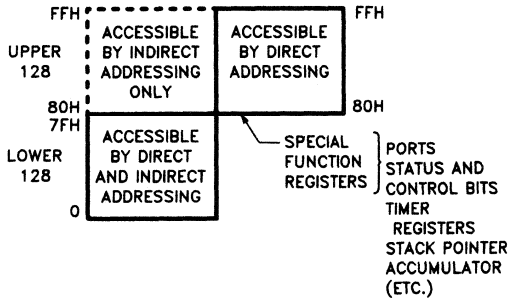 FFH
ACCESSIBLE
BY INDIRECT
ADDRESSING
ONLY
ACCESSIBLE
BY DIRECT
ADDRESSING
FFH
UPPER
128
80H
80H
7FH
LOWER
128
ACCESSIBLE
BY DIRECT
AND INDIRECT
ADDRESSING
0
SPECIAL
FUNCTION
REGISTERS
PORTS
STATUS AND
CONTROL BITS
TIMER
REGISTERS
STACK POINTER
ACCUMULATOR
(ETC.)